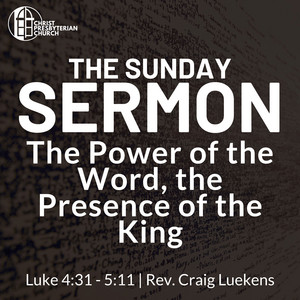 CHRIST
PRESBYTERIAN
CHURCH
THE SUNDAY
SERMON
The Power of the
Word, the
Presence of the
King
Luke 4:31 - 5:11 | Rev. Craig Luekens